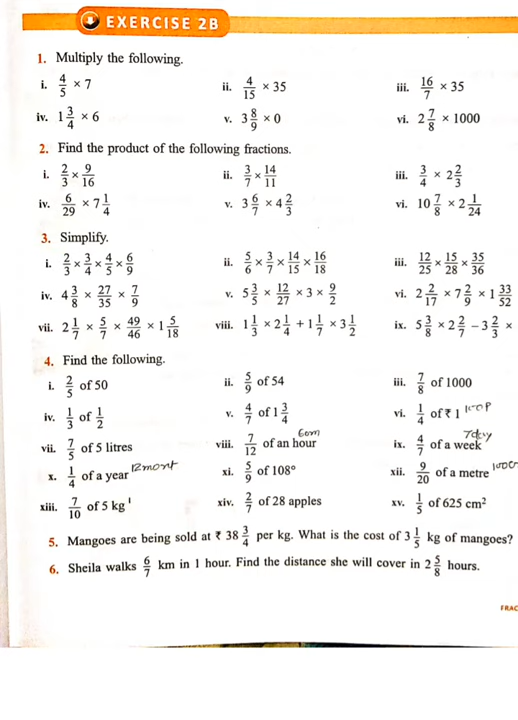 EXERCISE 2B
1. Multiply the following.
i. 4/5 × 7 ii. 4/15 × 35 iii. 16/7 × 35
iv. 1 3/4 × 6 v. 3 8/9 × 0 vi. 2 7/8 × 1000
2. Find the product of the following fractions.
i. 2/3 × 9/16 ii. 3/7 × 14/11 iii. 3/4 × 2 2/3
iv. 6/29 × 7 1/4 v. 3 6/7 × 4 2/3 vi. 10 7/8 × 2 1/24
3. Simplify.
i. 2/3 × 3/4 × 4/5 × 6/9 ii. 5/6 × 3/7 × 14/15 × 16/18 iii. 12/25 × 15/28 × 35/36
iv. 4 3/8 × 27/35 × 7/9 v. 5 3/5 × 12/27 × 3 × 9/2 vi. 2 2/17 × 7 2/9 × 1 33/52
vii. 2 1/7 × 5/7 × 49/46 × 1 5/18 viii. 1 1/3 × 2 1/4 + 1 1/7 × 3 1/2 ix. 5 3/8 × 2 2/7 − 3 2/3 ×
4. Find the following.
i. 2/5 of 50 ii. 5/9 of 54 iii. 7/8 of 1000
iv. 1/3 of 1/2 v. 4/7 of 1 3/4 vi. 1/4 of ₹ 1 100P
vii. 7/5 of 5 litres viii. 7/12 of an hour 60m ix. 4/7 of a week 7day
x. 1/4 of a year 12mont xi. 5/9 of 108° xii. 9/20 of a metre
xiii. 7/10 of 5 kg xiv. 2/7 of 28 apples xv. 1/5 of 625 cm²
5. Mangoes are being sold at ₹ 38 3/4 per kg. What is the cost of 3 1/5 kg of mangoes?
6. Sheila walks 6/7 km in 1 hour. Find the distance she will cover in 2 5/8 hours.
FRAC